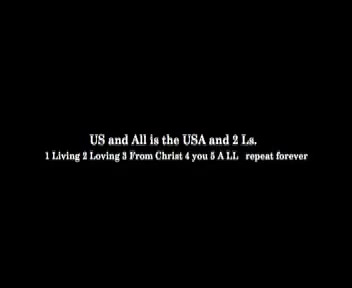 US and All is the USA and 2 Ls.
1 Living 2 Loving 3 From Christ 4 you 5 A LL repeat forever